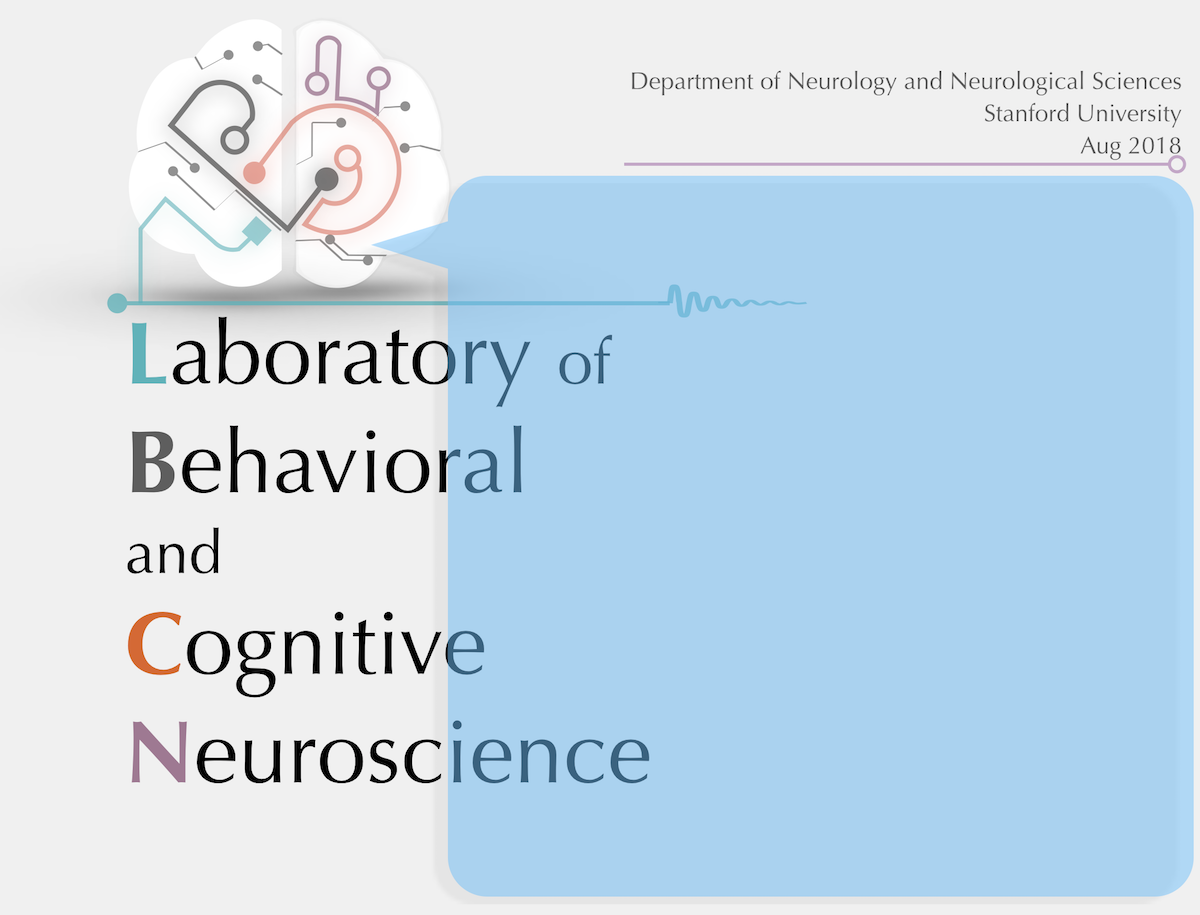 Department of Neurology and Neurological Sciences
Stanford University
Aug 2018
Laboratory of
Behavioral
and
Cognitive
Neuroscience